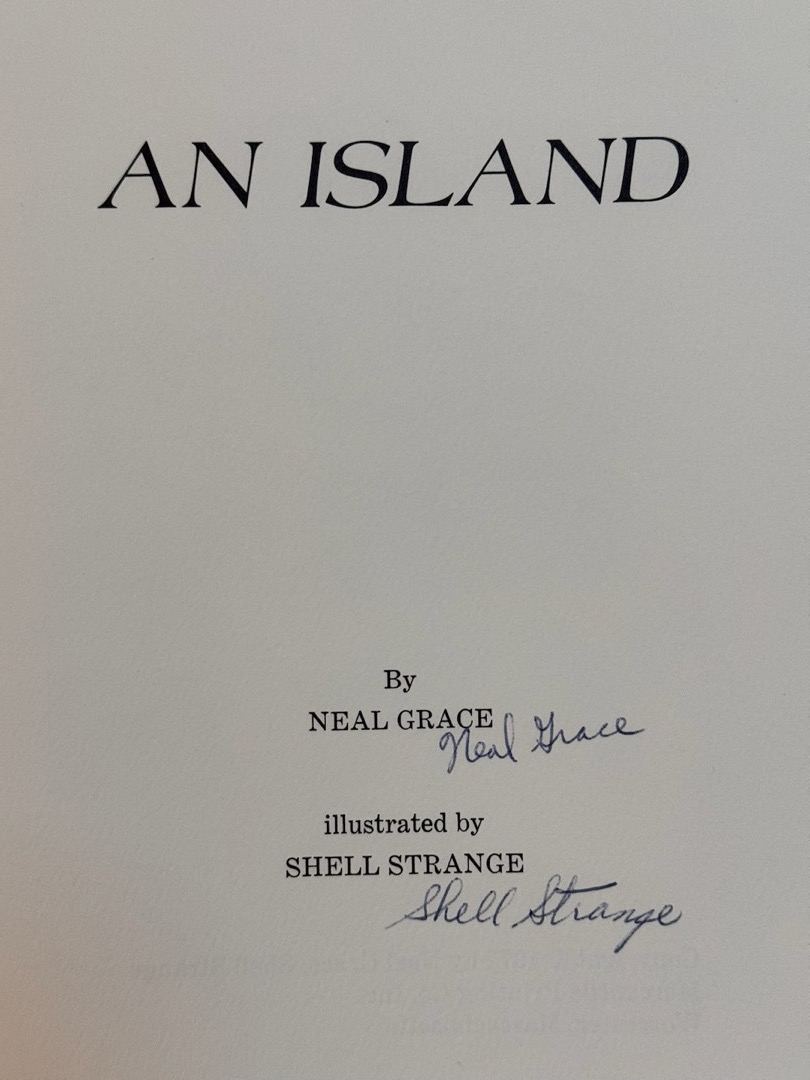 AN ISLAND
By
NEAL GRACE
Neal Grace
illustrated by
SHELL STRANGE
Shell Strange